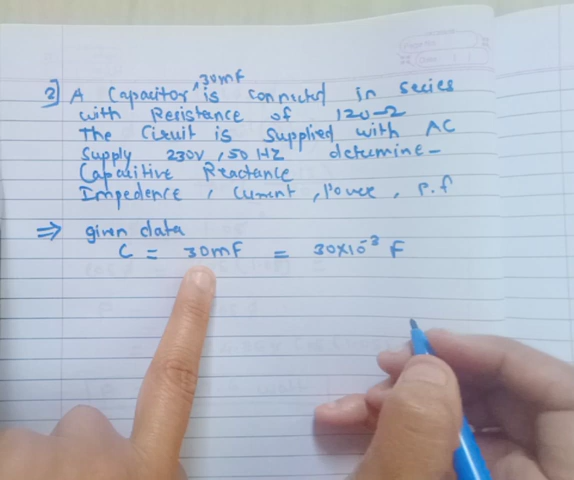 2] A Capacitor ^30mF is connected in series
with Resistance of 120-Ω
The Circuit is Supplied with AC
Supply 230V, 50 HZ determine -
Capacitive Reactance
Impedence, Current, Power, p.f
⇒ given data
C = 30mF = 30×10⁻³ F